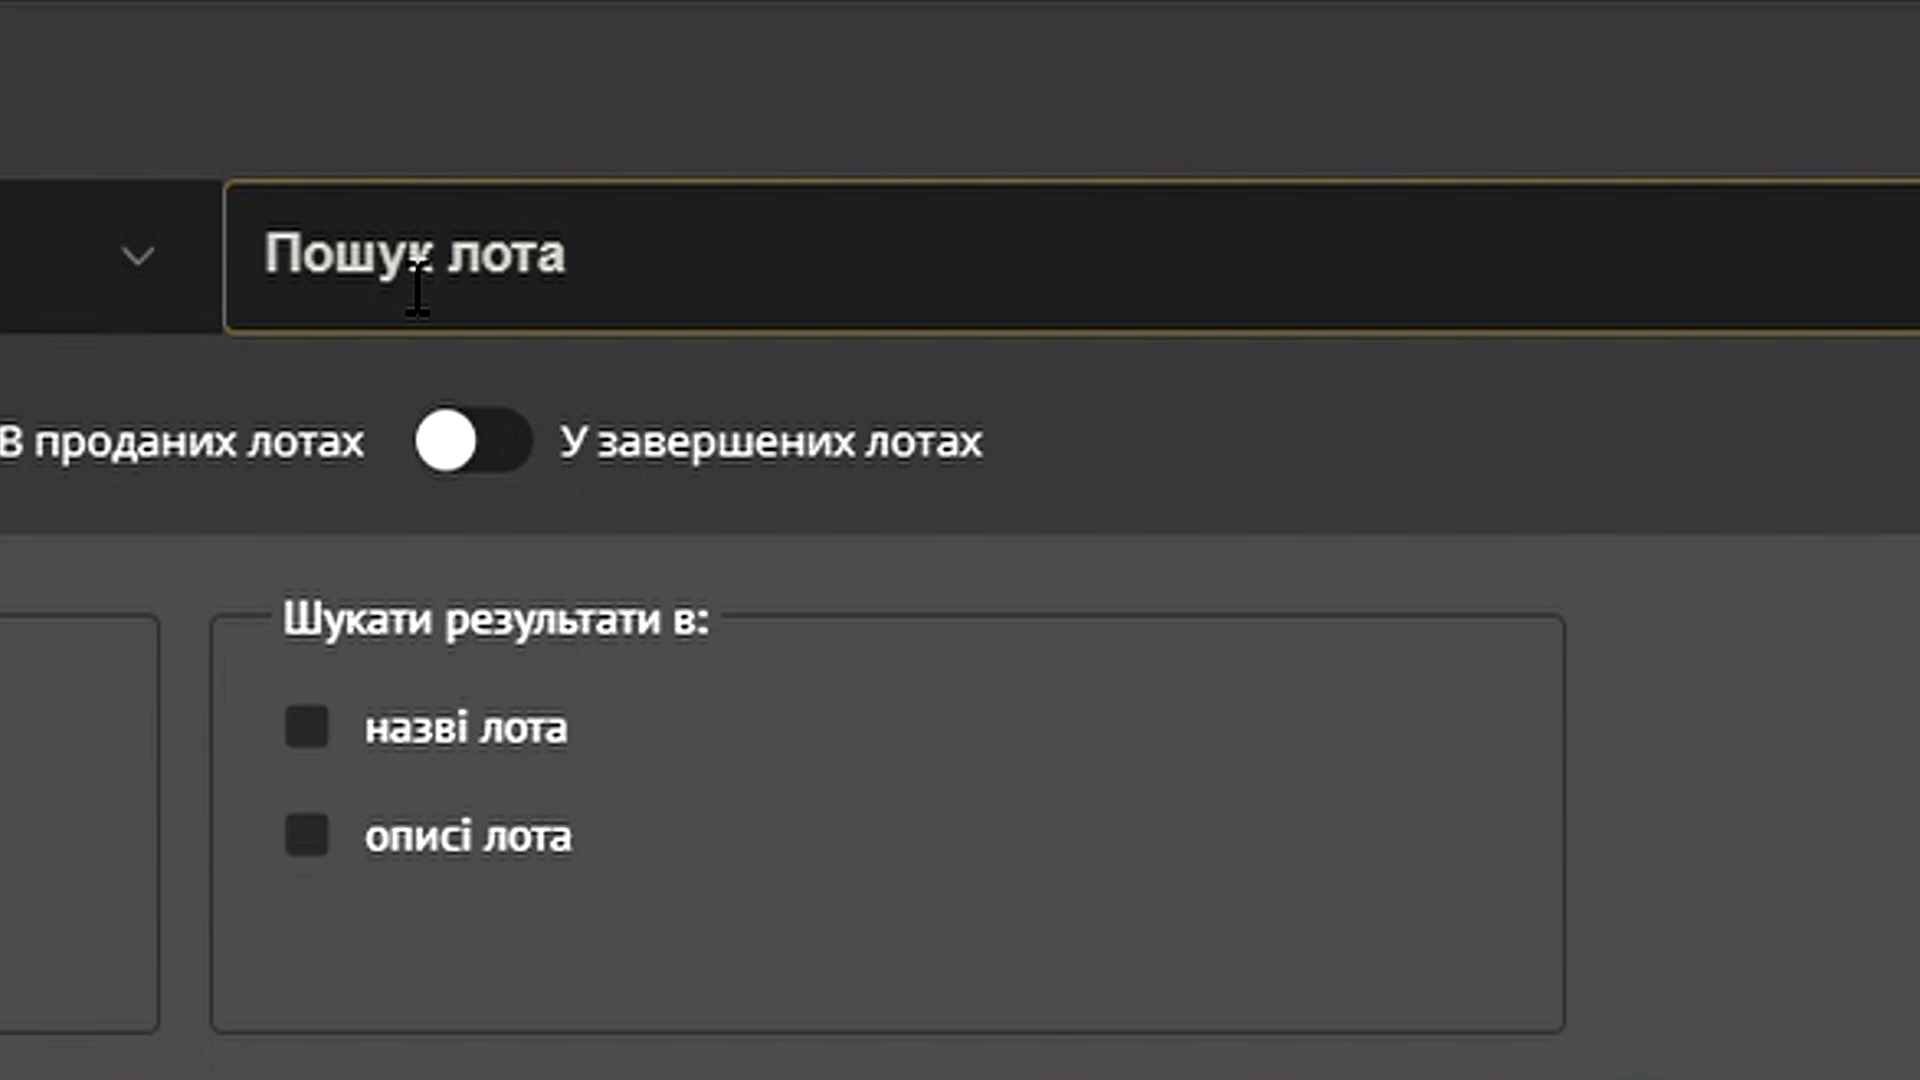 Пошук лота
В проданих лотах У завершених лотах
Шукати результати в:
назві лота
описі лота